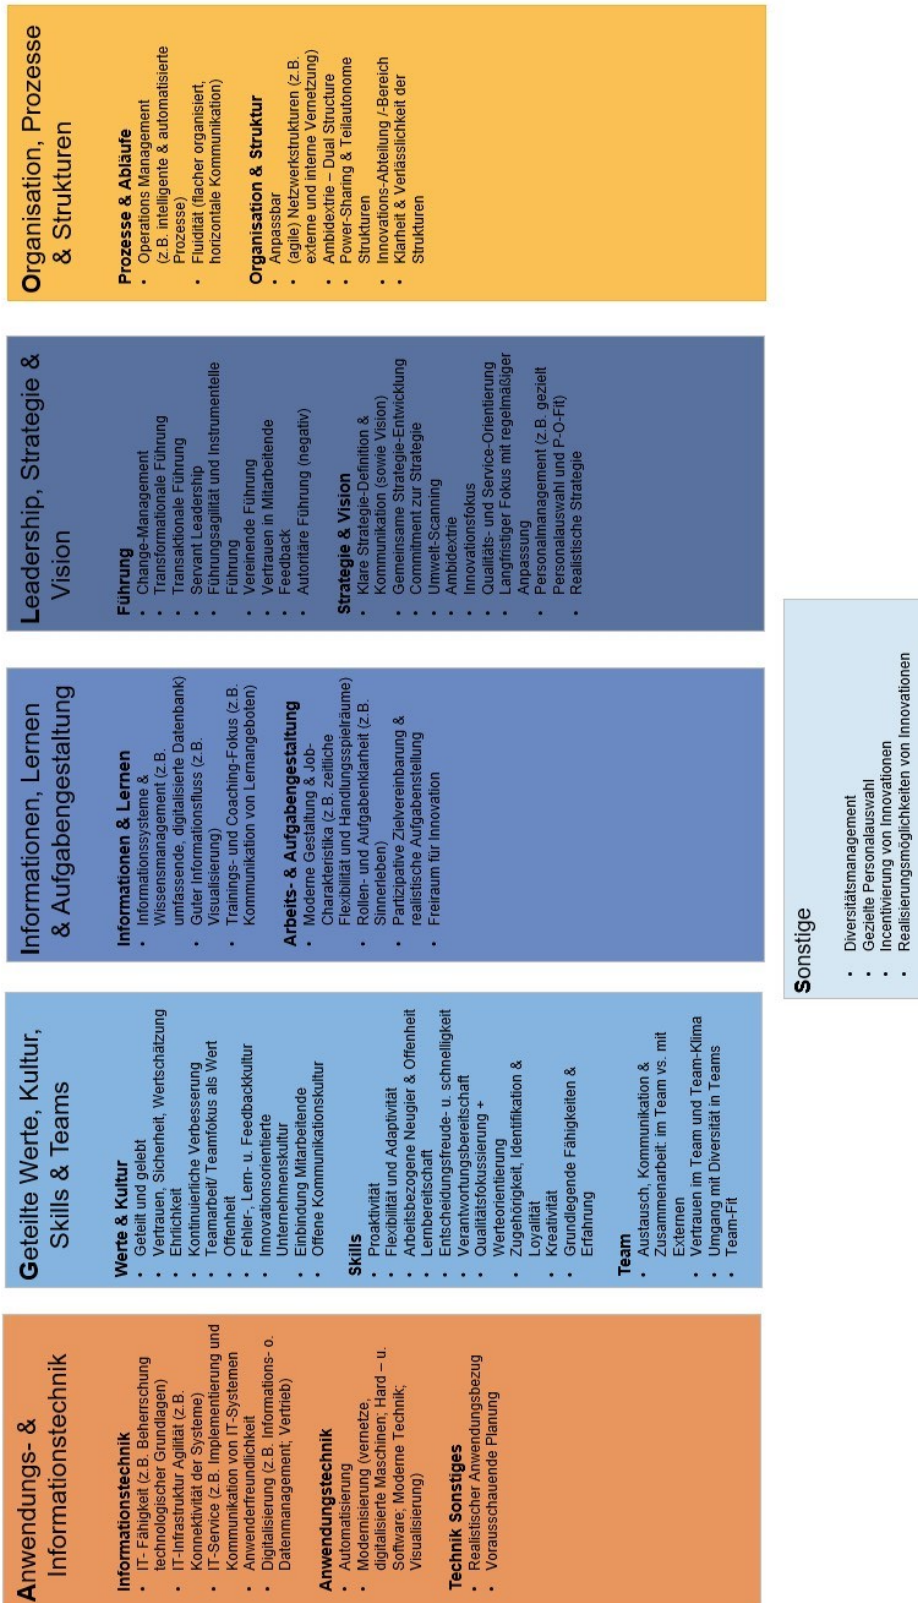 Anwendungs- &
Informationstechnik
Informationstechnik
• IT- Fähigkeit (z.B. Beherrschung
technologischer Grundlagen)
• IT-Infrastruktur Agilität (z.B.
Konnektivität der Systeme)
• IT-Service (z.B. Implementierung und
Kommunikation von IT-Systemen
• Anwenderfreundlichkeit
• Digitalisierung (z.B. Informations- o.
Datenmanagement; Vertrieb)
Anwendungstechnik
• Automatisierung
• Modernisierung (vernetze,
digitalisierte Maschinen; Hard – u.
Software; Moderne Technik;
Visualisierung)
Technik Sonstiges
• Realistischer Anwendungsbezug
• Vorausschauende Planung
Geteilte Werte, Kultur,
Skills & Teams
Werte & Kultur
• Geteilt und gelebt
• Vertrauen, Sicherheit, Wertschätzung
• Ehrlichkeit
• Kontinuierliche Verbesserung
• Teamarbeit/ Teamfokus als Wert
• Offenheit
• Fehler-, Lern- u. Feedbackkultur
• Innovationsorientierte
Unternehmenskultur
• Einbindung Mitarbeitende
• Offene Kommunikationskultur
Skills
• Proaktivität
• Flexibilität und Adaptivität
• Arbeitsbezogene Neugier & Offenheit
• Lernbereitschaft
• Entscheidungsfreude- u. schnelligkeit
• Verantwortungsbereitschaft
• Qualitätsfokussierung +
Werteorientierung
• Zugehörigkeit, Identifikation &
Loyalität
• Kreativität
• Grundlegende Fähigkeiten &
Erfahrung
Team
• Austausch, Kommunikation &
Zusammenarbeit: im Team vs. mit
Externen
• Vertrauen im Team und Team-Klima
• Umgang mit Diversität in Teams
• Team-Fit
Informationen, Lernen
& Aufgabengestaltung
Informationen & Lernen
• Informationssysteme &
Wissensmanagement (z.B.
umfassende, digitalisierte Datenbank)
• Guter Informationsfluss (z.B.
Visualisierung)
• Trainings- und Coaching-Fokus (z.B.
Kommunikation von Lernangeboten)
Arbeits- & Aufgabengestaltung
• Moderne Gestaltung & Job-
Charakteristika (z.B. zeitliche
Flexibilität und Handlungsspielräume)
• Rollen- und Aufgabenklarheit (z.B.
Sinnerleben)
• Partizipative Zielvereinbarung &
realistische Aufgabenstellung
• Freiraum für Innovation
Leadership, Strategie &
Vision
Führung
• Change-Management
• Transformationale Führung
• Transaktionale Führung
• Servant Leadership
• Führungsagilität und Instrumentelle
Führung
• Vereinende Führung
• Vertrauen in Mitarbeitende
• Feedback
• Autoritäre Führung (negativ)
Strategie & Vision
• Klare Strategie-Definition &
Kommunikation (sowie Vision)
• Gemeinsame Strategie-Entwicklung
• Commitment zur Strategie
• Umwelt-Scanning
• Ambidextrie
• Innovationsfokus
• Qualitäts- und Service-Orientierung
• Langfristiger Fokus mit regelmäßiger
Anpassung
• Personalmanagement (z.B. gezielt
Personalauswahl und P-O-Fit)
• Realistische Strategie
Organisation, Prozesse
& Strukturen
Prozesse & Abläufe
• Operations Management
(z.B. intelligente & automatisierte
Prozesse)
• Fluidität (flacher organisiert,
horizontale Kommunikation)
Organisation & Struktur
• Anpassbar
• (agile) Netzwerkstrukturen (z.B.
externe und interne Vernetzung)
• Ambidextrie – Dual Structure
• Power-Sharing & Teilautonome
Strukturen
• Innovations-Abteilung /-Bereich
• Klarheit & Verlässlichkeit der
Strukturen
Sonstige
• Diversitätsmanagement
• Gezielte Personalauswahl
• Incentivierung von Innovationen
• Realisierungsmöglichkeiten von Innovationen